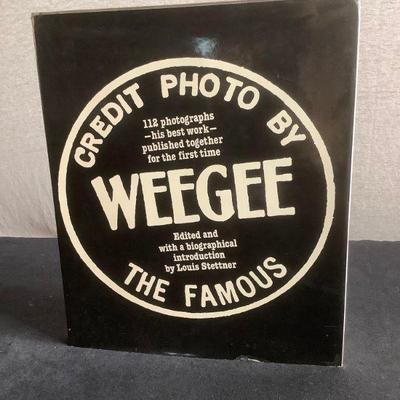 CREDIT PHOTO BY
112 photographs
—his best work—
published together
for the first time
WEEGEE
Edited and
with a biographical
introduction
by Louis Stettner
THE FAMOUS